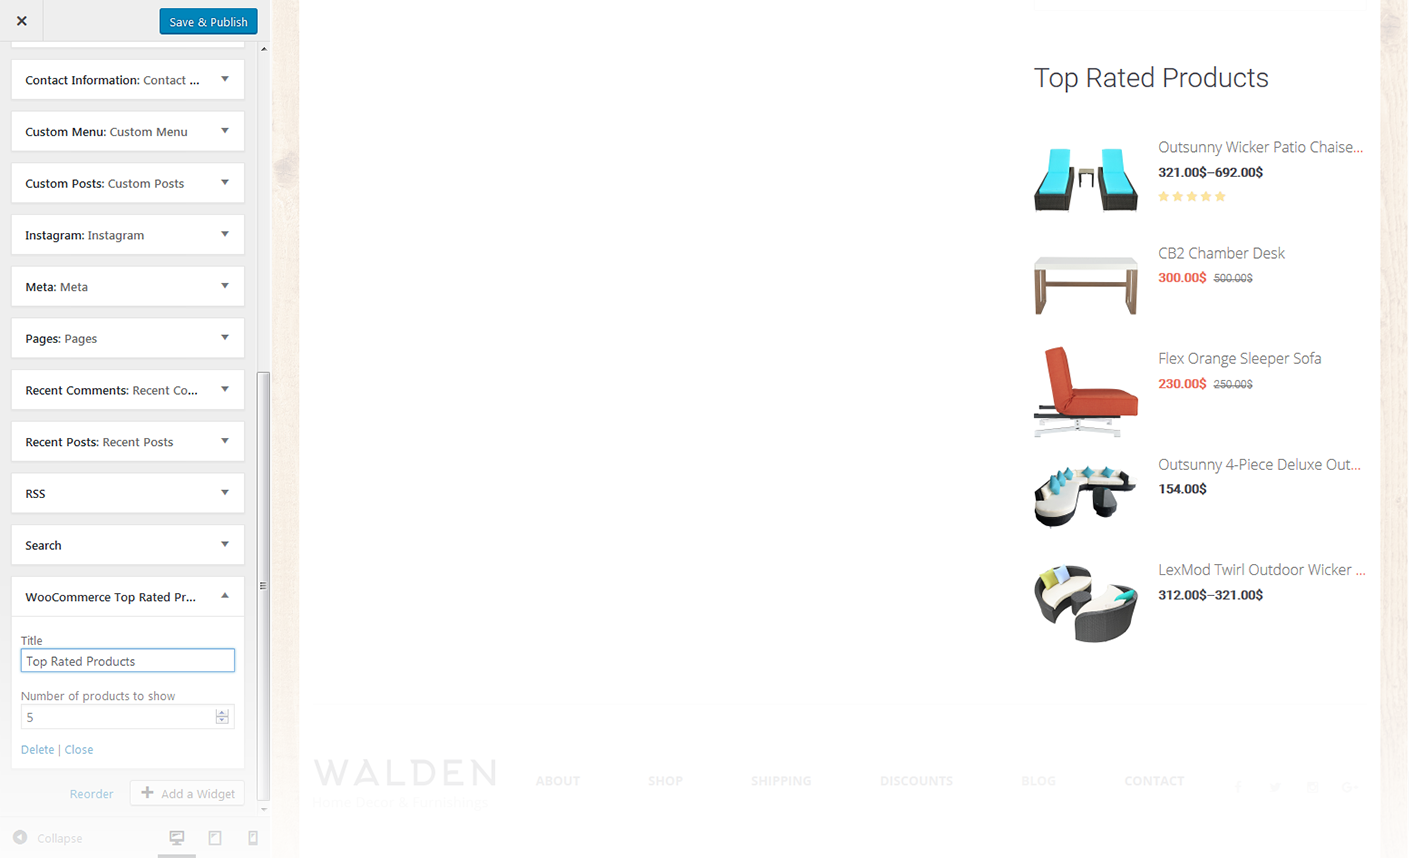 Save & Publish
Contact Information: Contact ...
Custom Menu: Custom Menu
Custom Posts: Custom Posts
Instagram: Instagram
Meta: Meta
Pages: Pages
Recent Comments: Recent Co...
Recent Posts: Recent Posts
RSS
Search
WooCommerce Top Rated Pr...
Title
Top Rated Products
Number of products to show
5
Delete | Close
Reorder
Add a Widget
Collapse
Top Rated Products
Outsunny Wicker Patio Chaise...
321.00$–692.00$
CB2 Chamber Desk
300.00$ 500.00$
Flex Orange Sleeper Sofa
230.00$ 250.00$
Outsunny 4-Piece Deluxe Out...
154.00$
LexMod Twirl Outdoor Wicker ...
312.00$–321.00$
WALDEN
Home Decor & Furnishings
ABOUT SHOP SHIPPING DISCOUNTS BLOG CONTACT